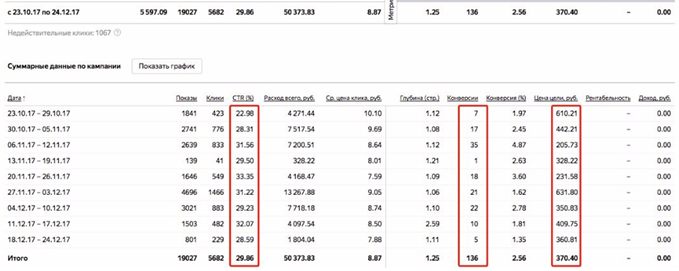 с 23.10.17 по 24.12.17 5 597.09 19027 5682 29.86 50 373.83 8.87 1.25 136 2.56 370.40 – 0.00
Метри
Недействительные клики: 1067 ?
Суммарные данные по кампании Показать график
Дата ↑ Показы Клики CTR (%) Расход всего, руб. Ср. цена клика, руб. Глубина (стр.) Конверсии Конверсия (%) Цена цели, руб. Рентабельность Доход, руб.
23.10.17 – 29.10.17 1841 423 22.98 4 271.44 10.10 1.12 7 1.97 610.21 – 0.00
30.10.17 – 05.11.17 2741 776 28.31 7 517.54 9.69 1.08 17 2.45 442.21 – 0.00
06.11.17 – 12.11.17 2639 833 31.56 7 200.51 8.64 1.12 35 4.87 205.73 – 0.00
13.11.17 – 19.11.17 139 41 29.50 328.22 8.01 1.21 1 2.63 328.22 – 0.00
20.11.17 – 26.11.17 1646 549 33.35 4 168.47 7.59 1.09 18 3.60 231.58 – 0.00
27.11.17 – 03.12.17 4696 1466 31.22 13 267.88 9.05 1.06 21 1.62 631.80 – 0.00
04.12.17 – 10.12.17 3021 883 29.23 7 718.18 8.74 1.10 22 2.78 350.83 – 0.00
11.12.17 – 17.12.17 1503 482 32.07 4 097.54 8.50 2.59 10 1.81 409.75 – 0.00
18.12.17 – 24.12.17 801 229 28.59 1 804.04 7.88 1.11 5 1.35 360.81 – 0.00
Итого 19027 5682 29.86 50 373.83 8.87 1.25 136 2.56 370.40 – 0.00